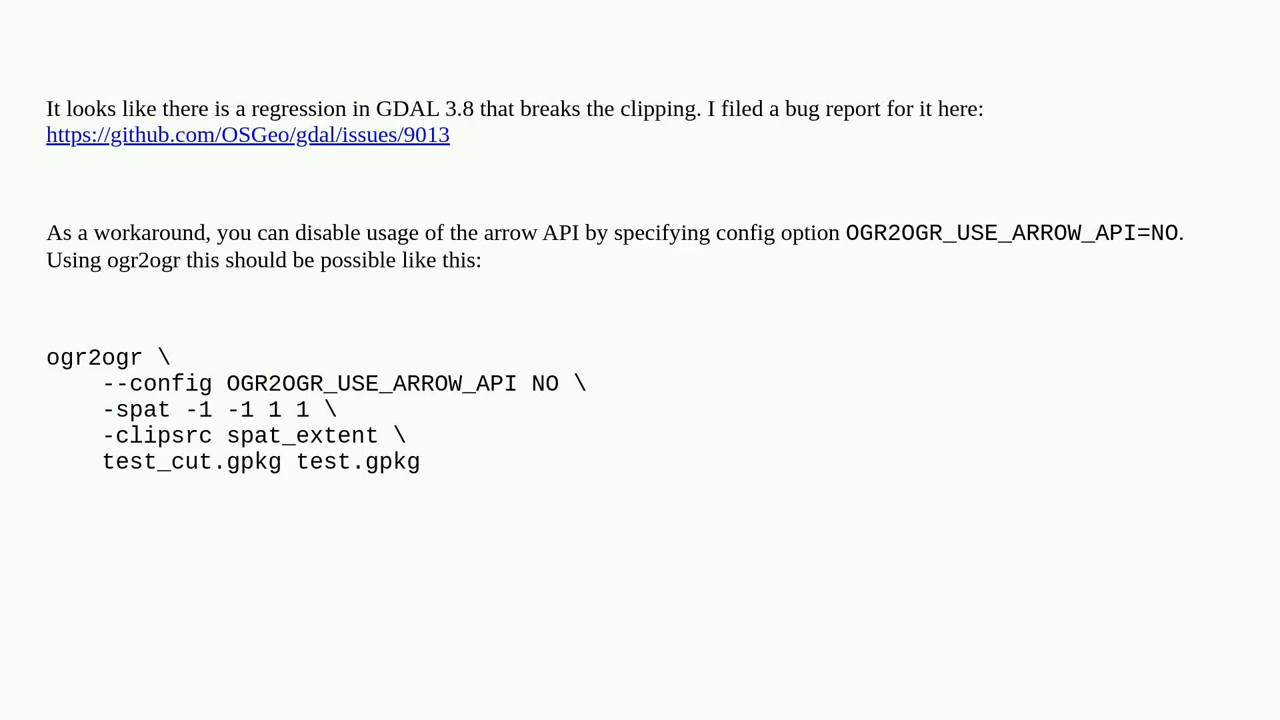 It looks like there is a regression in GDAL 3.8 that breaks the clipping. I filed a bug report for it here:
https://github.com/OSGeo/gdal/issues/9013
As a workaround, you can disable usage of the arrow API by specifying config option OGR2OGR_USE_ARROW_API=NO.
Using ogr2ogr this should be possible like this:
ogr2ogr \
    --config OGR2OGR_USE_ARROW_API NO \
    -spat -1 -1 1 1 \
    -clipsrc spat_extent \
    test_cut.gpkg test.gpkg